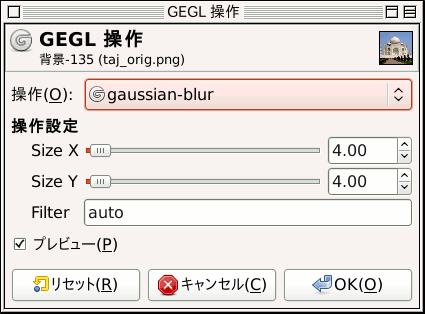 GEGL 操作
GEGL 操作
背景-135 (taj_orig.png)
操作(O): gaussian-blur
操作設定
Size X 4.00
Size Y 4.00
Filter auto
プレビュー(P)
リセット(R) キャンセル(C) OK(O)